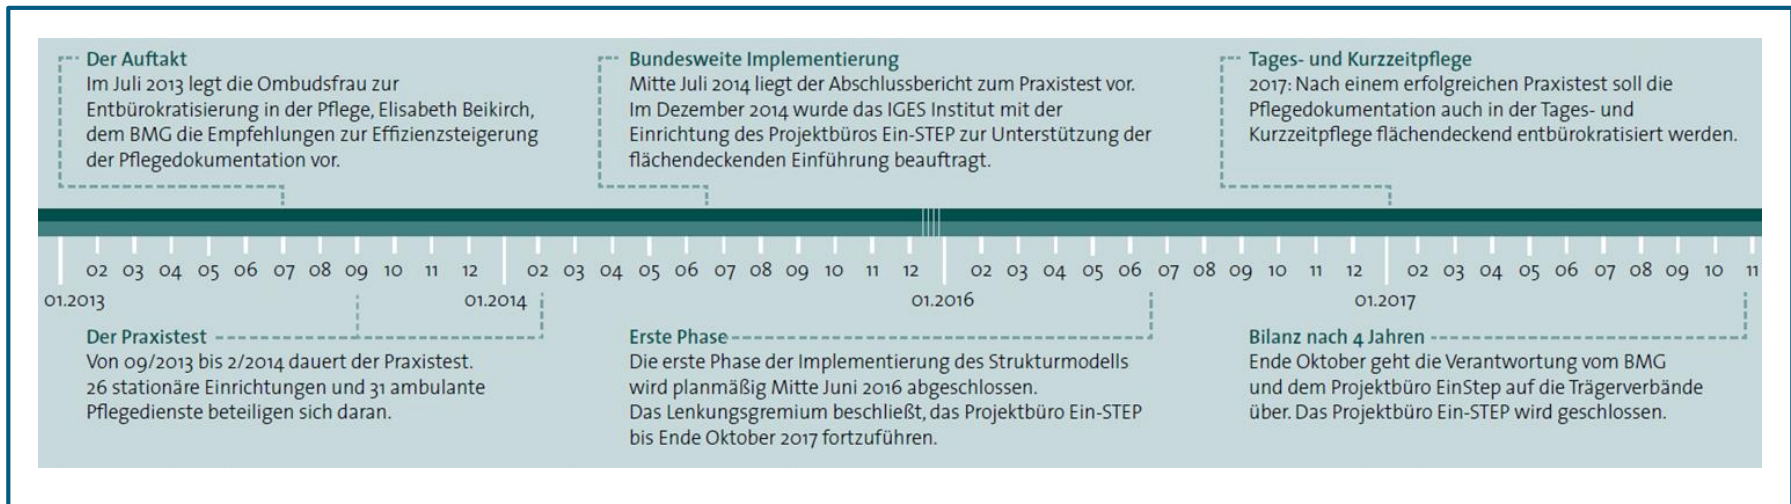 Der Auftakt
Im Juli 2013 legt die Ombudsfrau zur
Entbürokratisierung in der Pflege, Elisabeth Beikirch,
dem BMG die Empfehlungen zur Effizienzsteigerung
der Pflegedokumentation vor.
Bundesweite Implementierung
Mitte Juli 2014 liegt der Abschlussbericht zum Praxistest vor.
Im Dezember 2014 wurde das IGES Institut mit der
Einrichtung des Projektbüros Ein-STEP zur Unterstützung der
flächendeckenden Einführung beauftragt.
Tages- und Kurzzeitpflege
2017: Nach einem erfolgreichen Praxistest soll die
Pflegedokumentation auch in der Tages- und
Kurzzeitpflege flächendeckend entbürokratisiert werden.
02 03 04 05 06 07 08 09 10 11 12 02 03 04 05 06 07 08 09 10 11 12 02 03 04 05 06 07 08 09 10 11 12 02 03 04 05 06 07 08 09 10 11
01.2013 01.2014 01.2016 01.2017
Der Praxistest
Von 09/2013 bis 2/2014 dauert der Praxistest.
26 stationäre Einrichtungen und 31 ambulante
Pflegedienste beteiligen sich daran.
Erste Phase
Die erste Phase der Implementierung des Strukturmodells
wird planmäßig Mitte Juni 2016 abgeschlossen.
Das Lenkungsgremium beschließt, das Projektbüro Ein-STEP
bis Ende Oktober 2017 fortzuführen.
Bilanz nach 4 Jahren
Ende Oktober geht die Verantwortung vom BMG
und dem Projektbüro EinStep auf die Trägerverbände
über. Das Projektbüro Ein-STEP wird geschlossen.